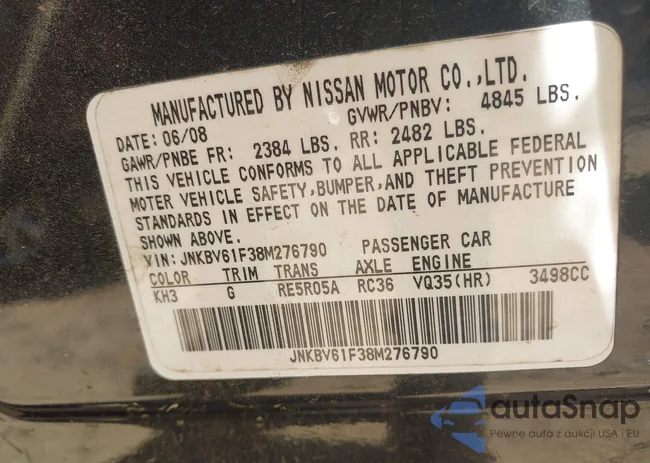 MANUFACTURED BY NISSAN MOTOR CO.,LTD.
DATE: 06/08 GVWR/PNBV: 4845 LBS.
GAWR/PNBE FR: 2384 LBS. RR: 2482 LBS.
THIS VEHICLE CONFORMS TO ALL APPLICABLE FEDERAL
MOTER VEHICLE SAFETY,BUMPER,AND THEFT PREVENTION
STANDARDS IN EFFECT ON THE DATE OF MANUFACTURE
SHOWN ABOVE.
VIN: JNKBV61F38M276790 PASSENGER CAR
COLOR TRIM TRANS AXLE ENGINE
KH3 G RE5R05A RC36 VQ35(HR) 3498CC
JNKBV61F38M276790
autaSnap
Pewne auta z aukcji USA i EU